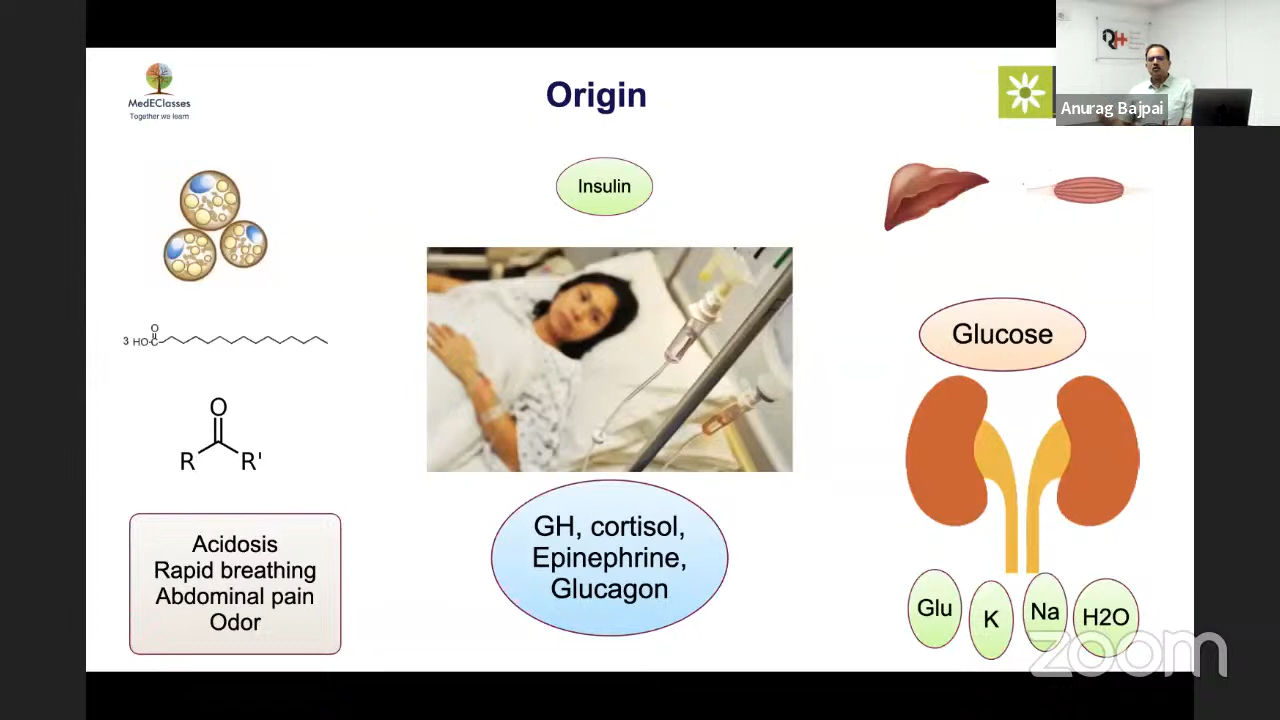 Origin
MedEClasses
Together we learn
RH
Anurag Bajpai
Insulin
Glucose
3 HO-C
O
O
R R'
GH, cortisol,
Epinephrine,
Glucagon
Acidosis
Rapid breathing
Abdominal pain
Odor
Glu
K
Na
H2O
zoom